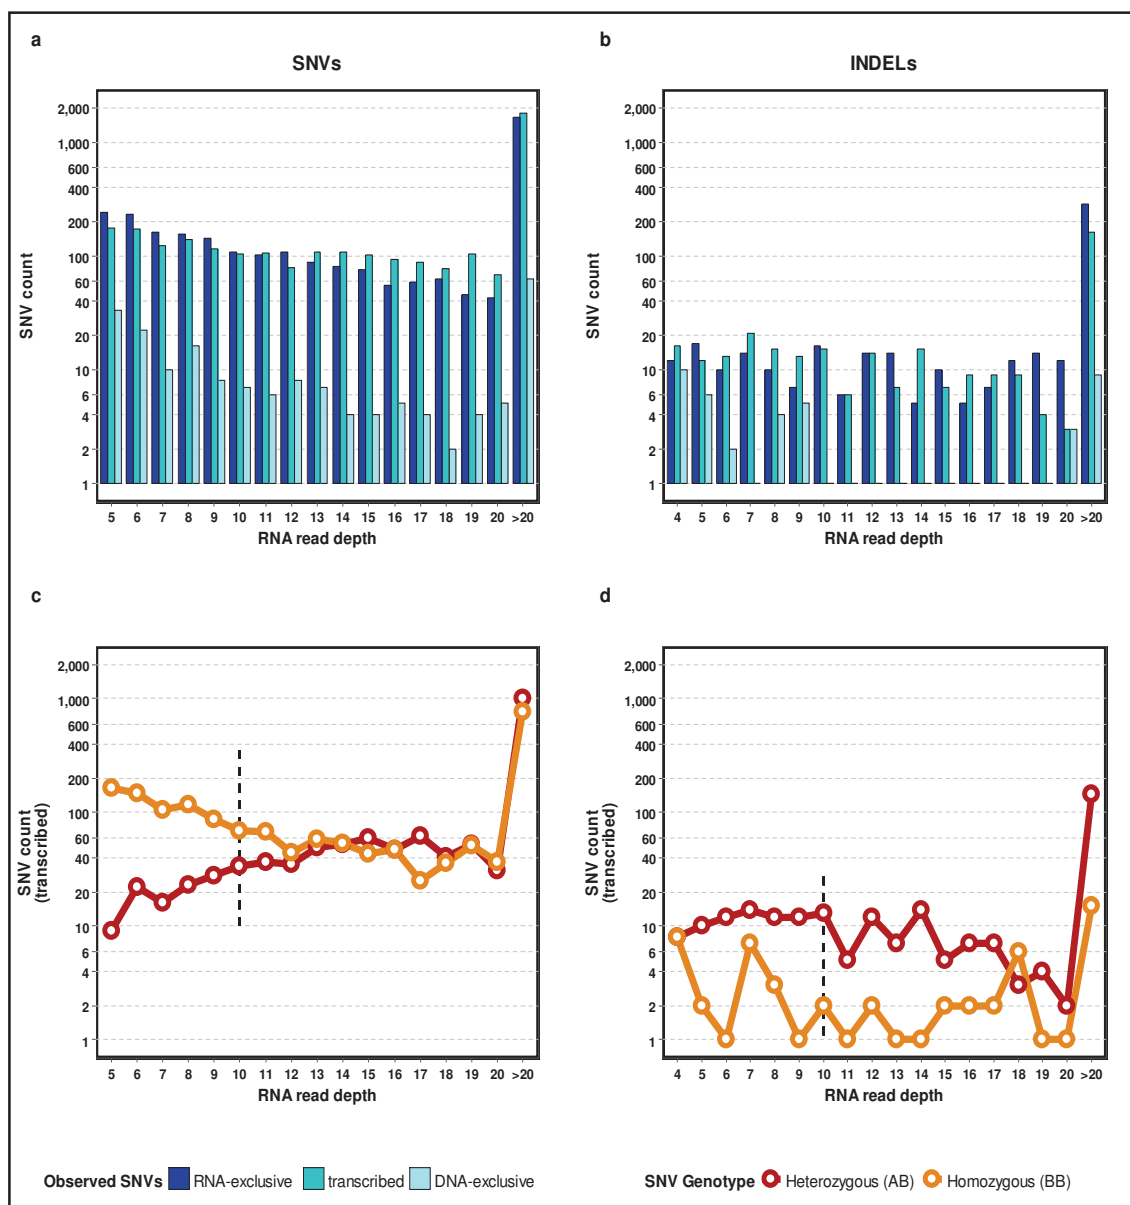 a
SNVs
2,000
1,000
600
400
200
100
60
40
20
10
6
4
2
1
SNV count
5 6 7 8 9 10 11 12 13 14 15 16 17 18 19 20 >20
RNA read depth
b
INDELs
2,000
1,000
600
400
200
100
60
40
20
10
6
4
2
1
SNV count
4 5 6 7 8 9 10 11 12 13 14 15 16 17 18 19 20 >20
RNA read depth
c
2,000
1,000
600
400
200
100
60
40
20
10
6
4
2
1
SNV count
(transcribed)
5 6 7 8 9 10 11 12 13 14 15 16 17 18 19 20 >20
RNA read depth
d
2,000
1,000
600
400
200
100
60
40
20
10
6
4
2
1
SNV count
(transcribed)
4 5 6 7 8 9 10 11 12 13 14 15 16 17 18 19 20 >20
RNA read depth
Observed SNVs RNA-exclusive transcribed DNA-exclusive
SNV Genotype Heterozygous (AB) Homozygous (BB)